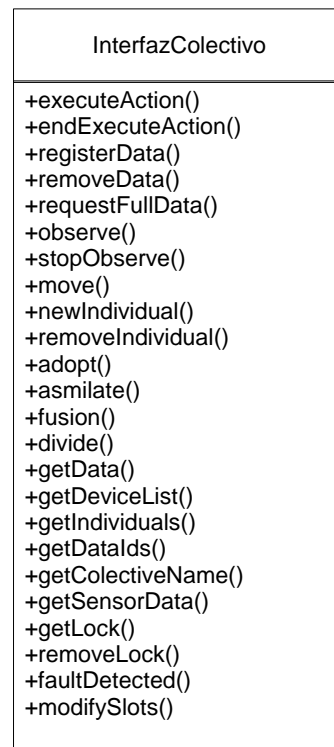 InterfazColectivo
+executeAction()
+endExecuteAction()
+registerData()
+removeData()
+requestFullData()
+observe()
+stopObserve()
+move()
+newIndividual()
+removeIndividual()
+adopt()
+asmilate()
+fusion()
+divide()
+getData()
+getDeviceList()
+getIndividuals()
+getDataIds()
+getColectiveName()
+getSensorData()
+getLock()
+removeLock()
+faultDetected()
+modifySlots()